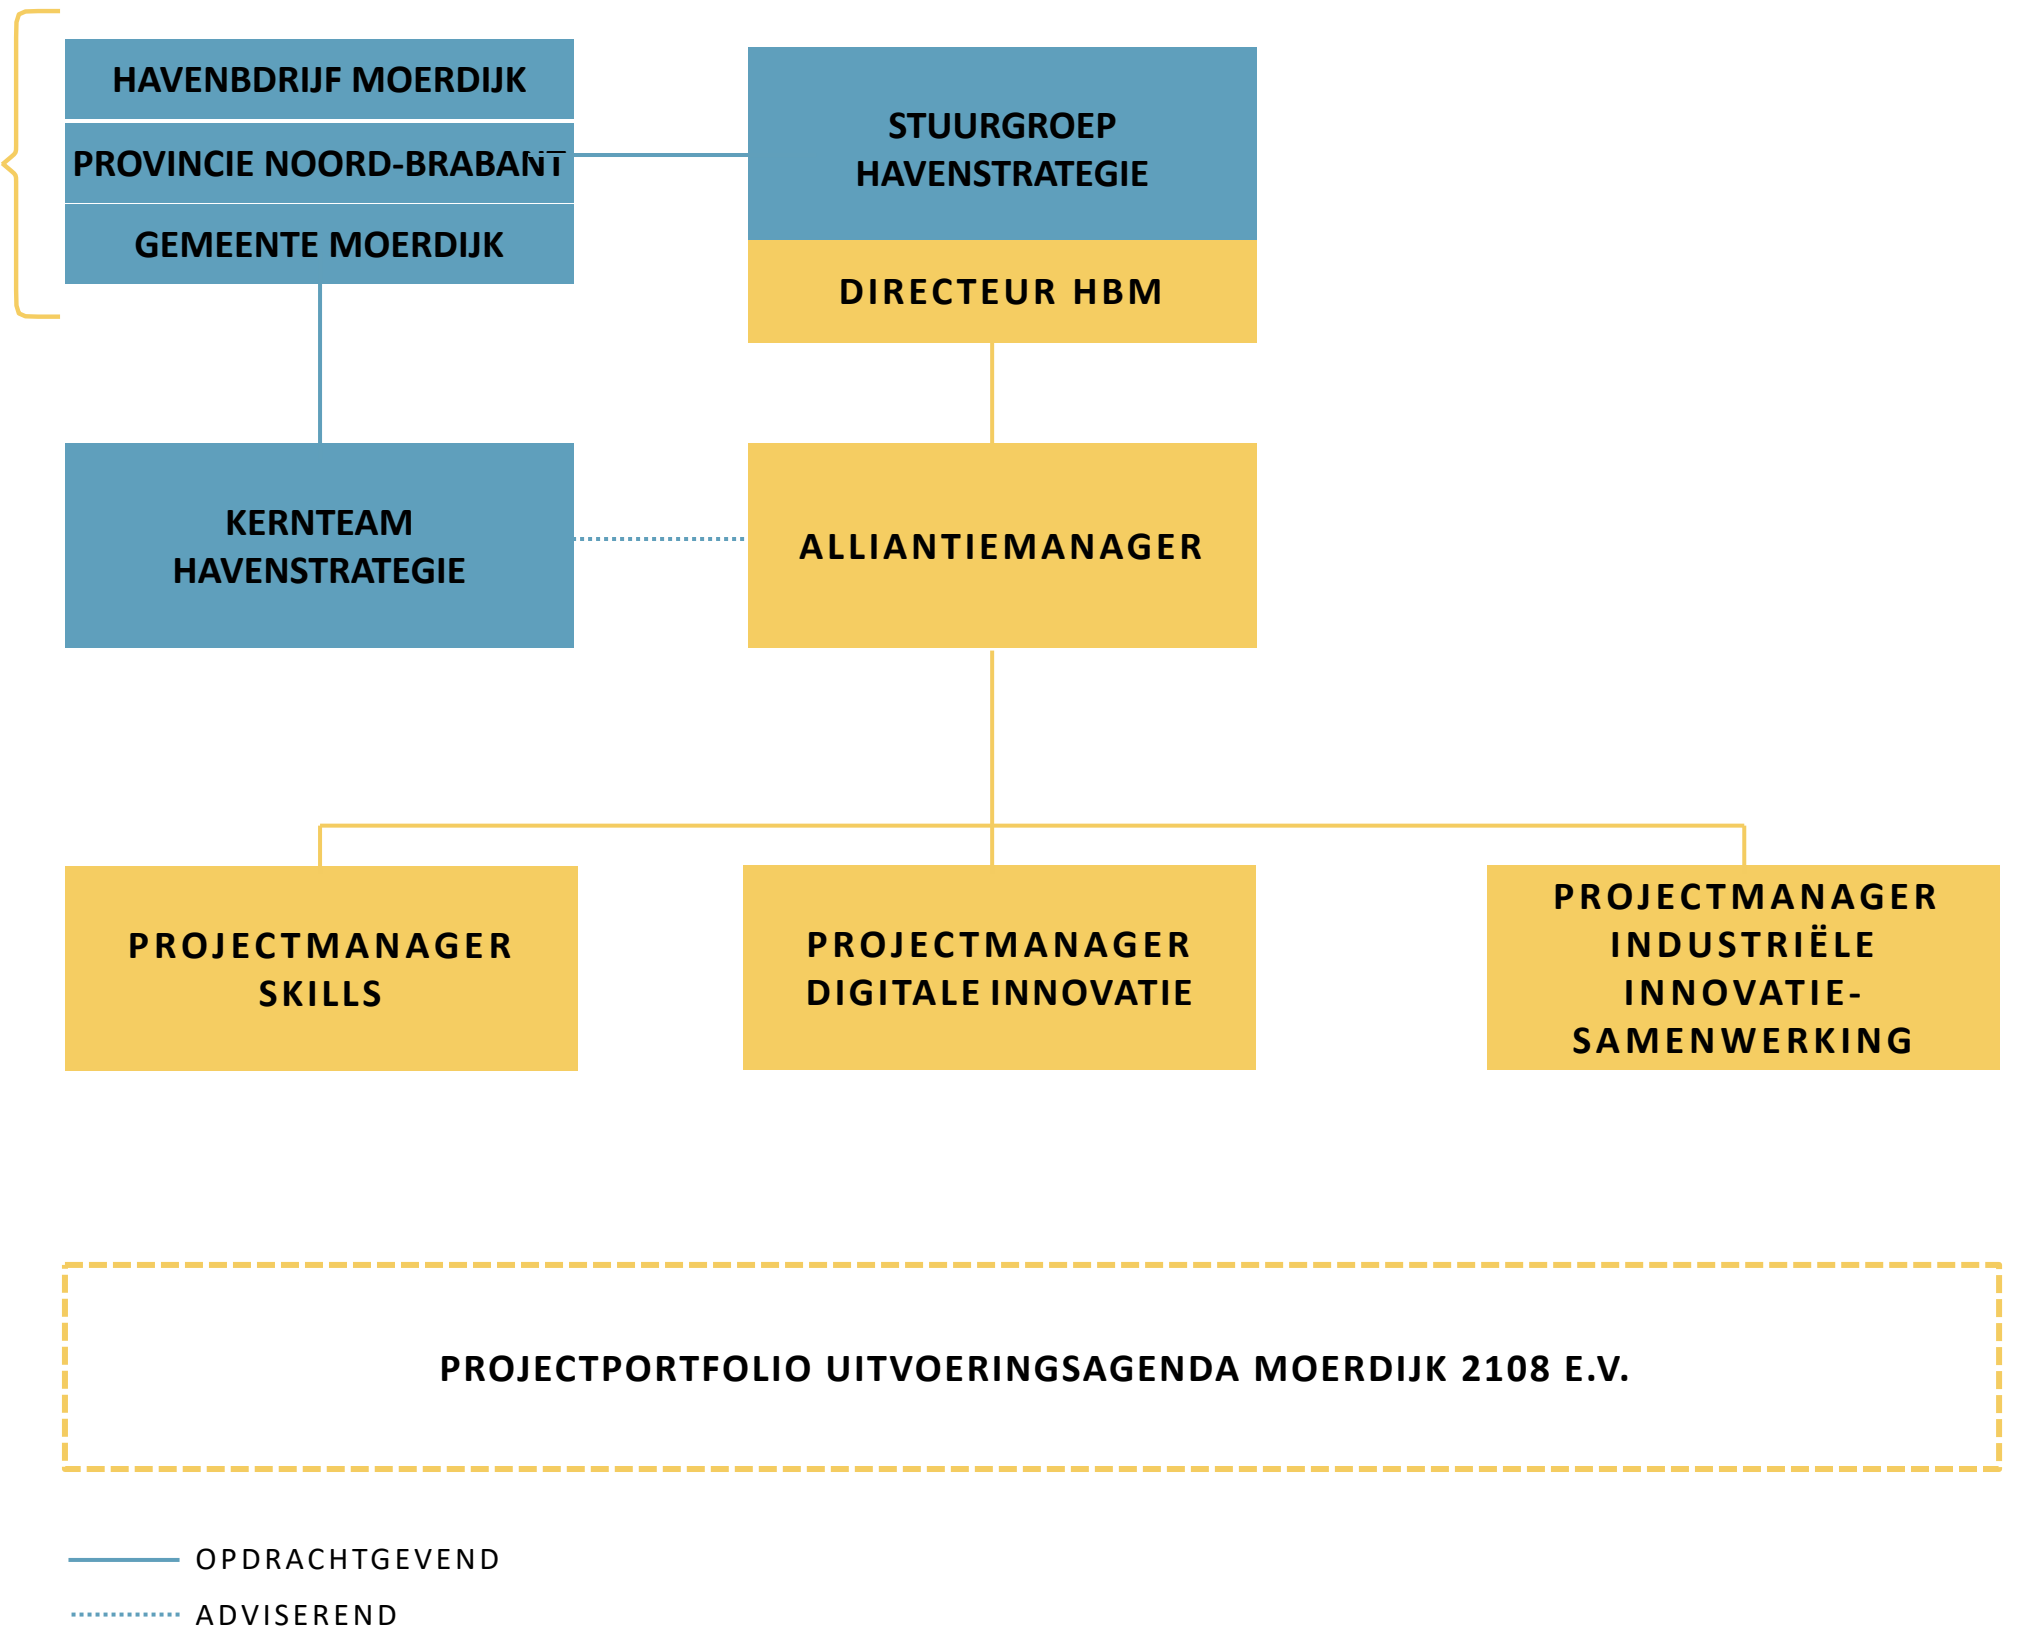 HAVENBDRIJF MOERDIJK
PROVINCIE NOORD-BRABANT
GEMEENTE MOERDIJK
STUURGROEP
HAVENSTRATEGIE
DIRECTEUR HBM
KERNTEAM
HAVENSTRATEGIE
ALLIANTIEMANAGER
PROJECTMANAGER
SKILLS
PROJECTMANAGER
DIGITALE INNOVATIE
PROJECTMANAGER
INDUSTRIËLE
INNOVATIE-
SAMENWERKING
PROJECTPORTFOLIO UITVOERINGSAGENDA MOERDIJK 2108 E.V.
OPDRACHTGEVEND
ADVISEREND